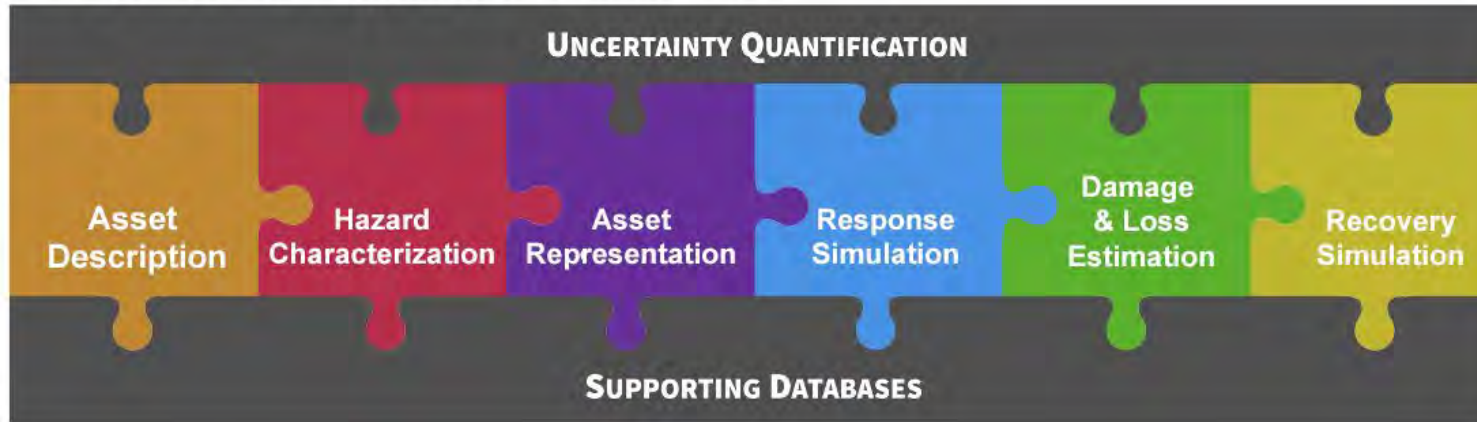 UNCERTAINTY QUANTIFICATION
Asset
Description
Hazard
Characterization
Asset
Representation
Response
Simulation
Damage
& Loss
Estimation
Recovery
Simulation
SUPPORTING DATABASES